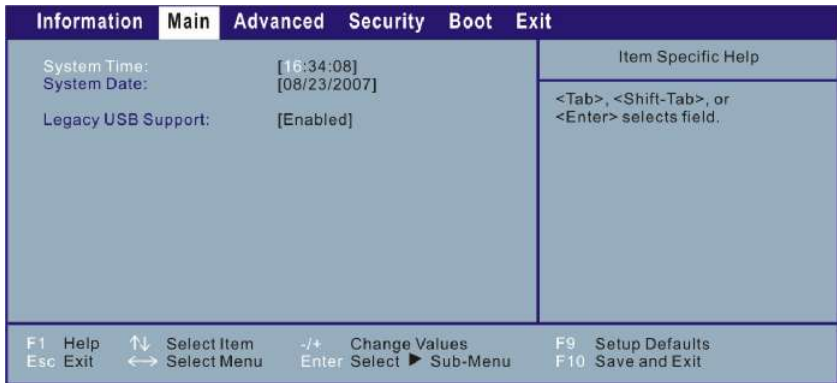 Information Main Advanced Security Boot Exit
System Time: [16:34:08]
System Date: [08/23/2007]
Legacy USB Support: [Enabled]
Item Specific Help
<Tab>, <Shift-Tab>, or
<Enter> selects field.
F1 Help ↑↓ Select Item -/+ Change Values F9 Setup Defaults
Esc Exit ←→ Select Menu Enter Select ▶ Sub-Menu F10 Save and Exit